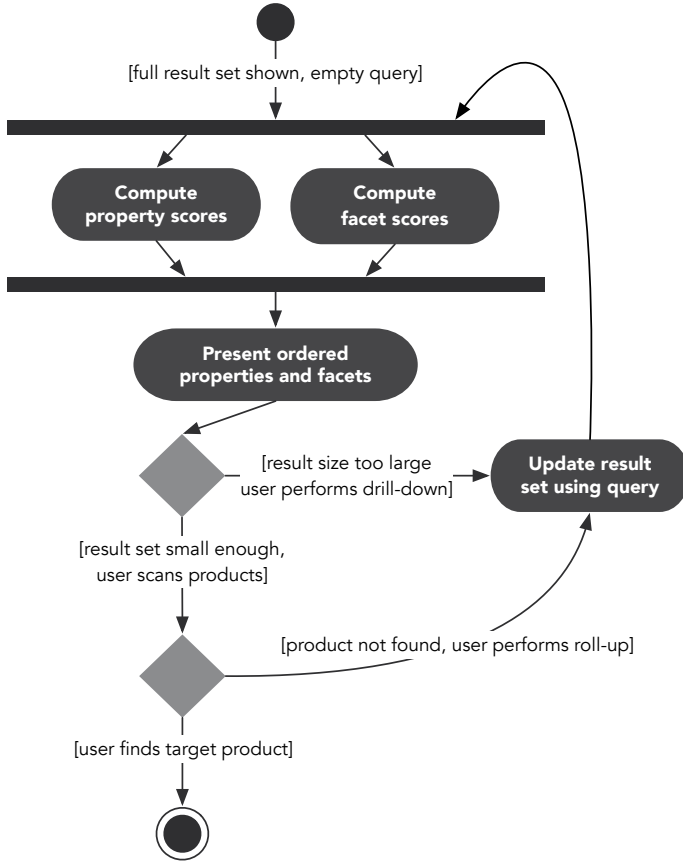 [full result set shown, empty query]
Compute
property scores
Compute
facet scores
Present ordered
properties and facets
[result size too large
user performs drill-down]
Update result
set using query
[result set small enough,
user scans products]
[product not found, user performs roll-up]
[user finds target product]